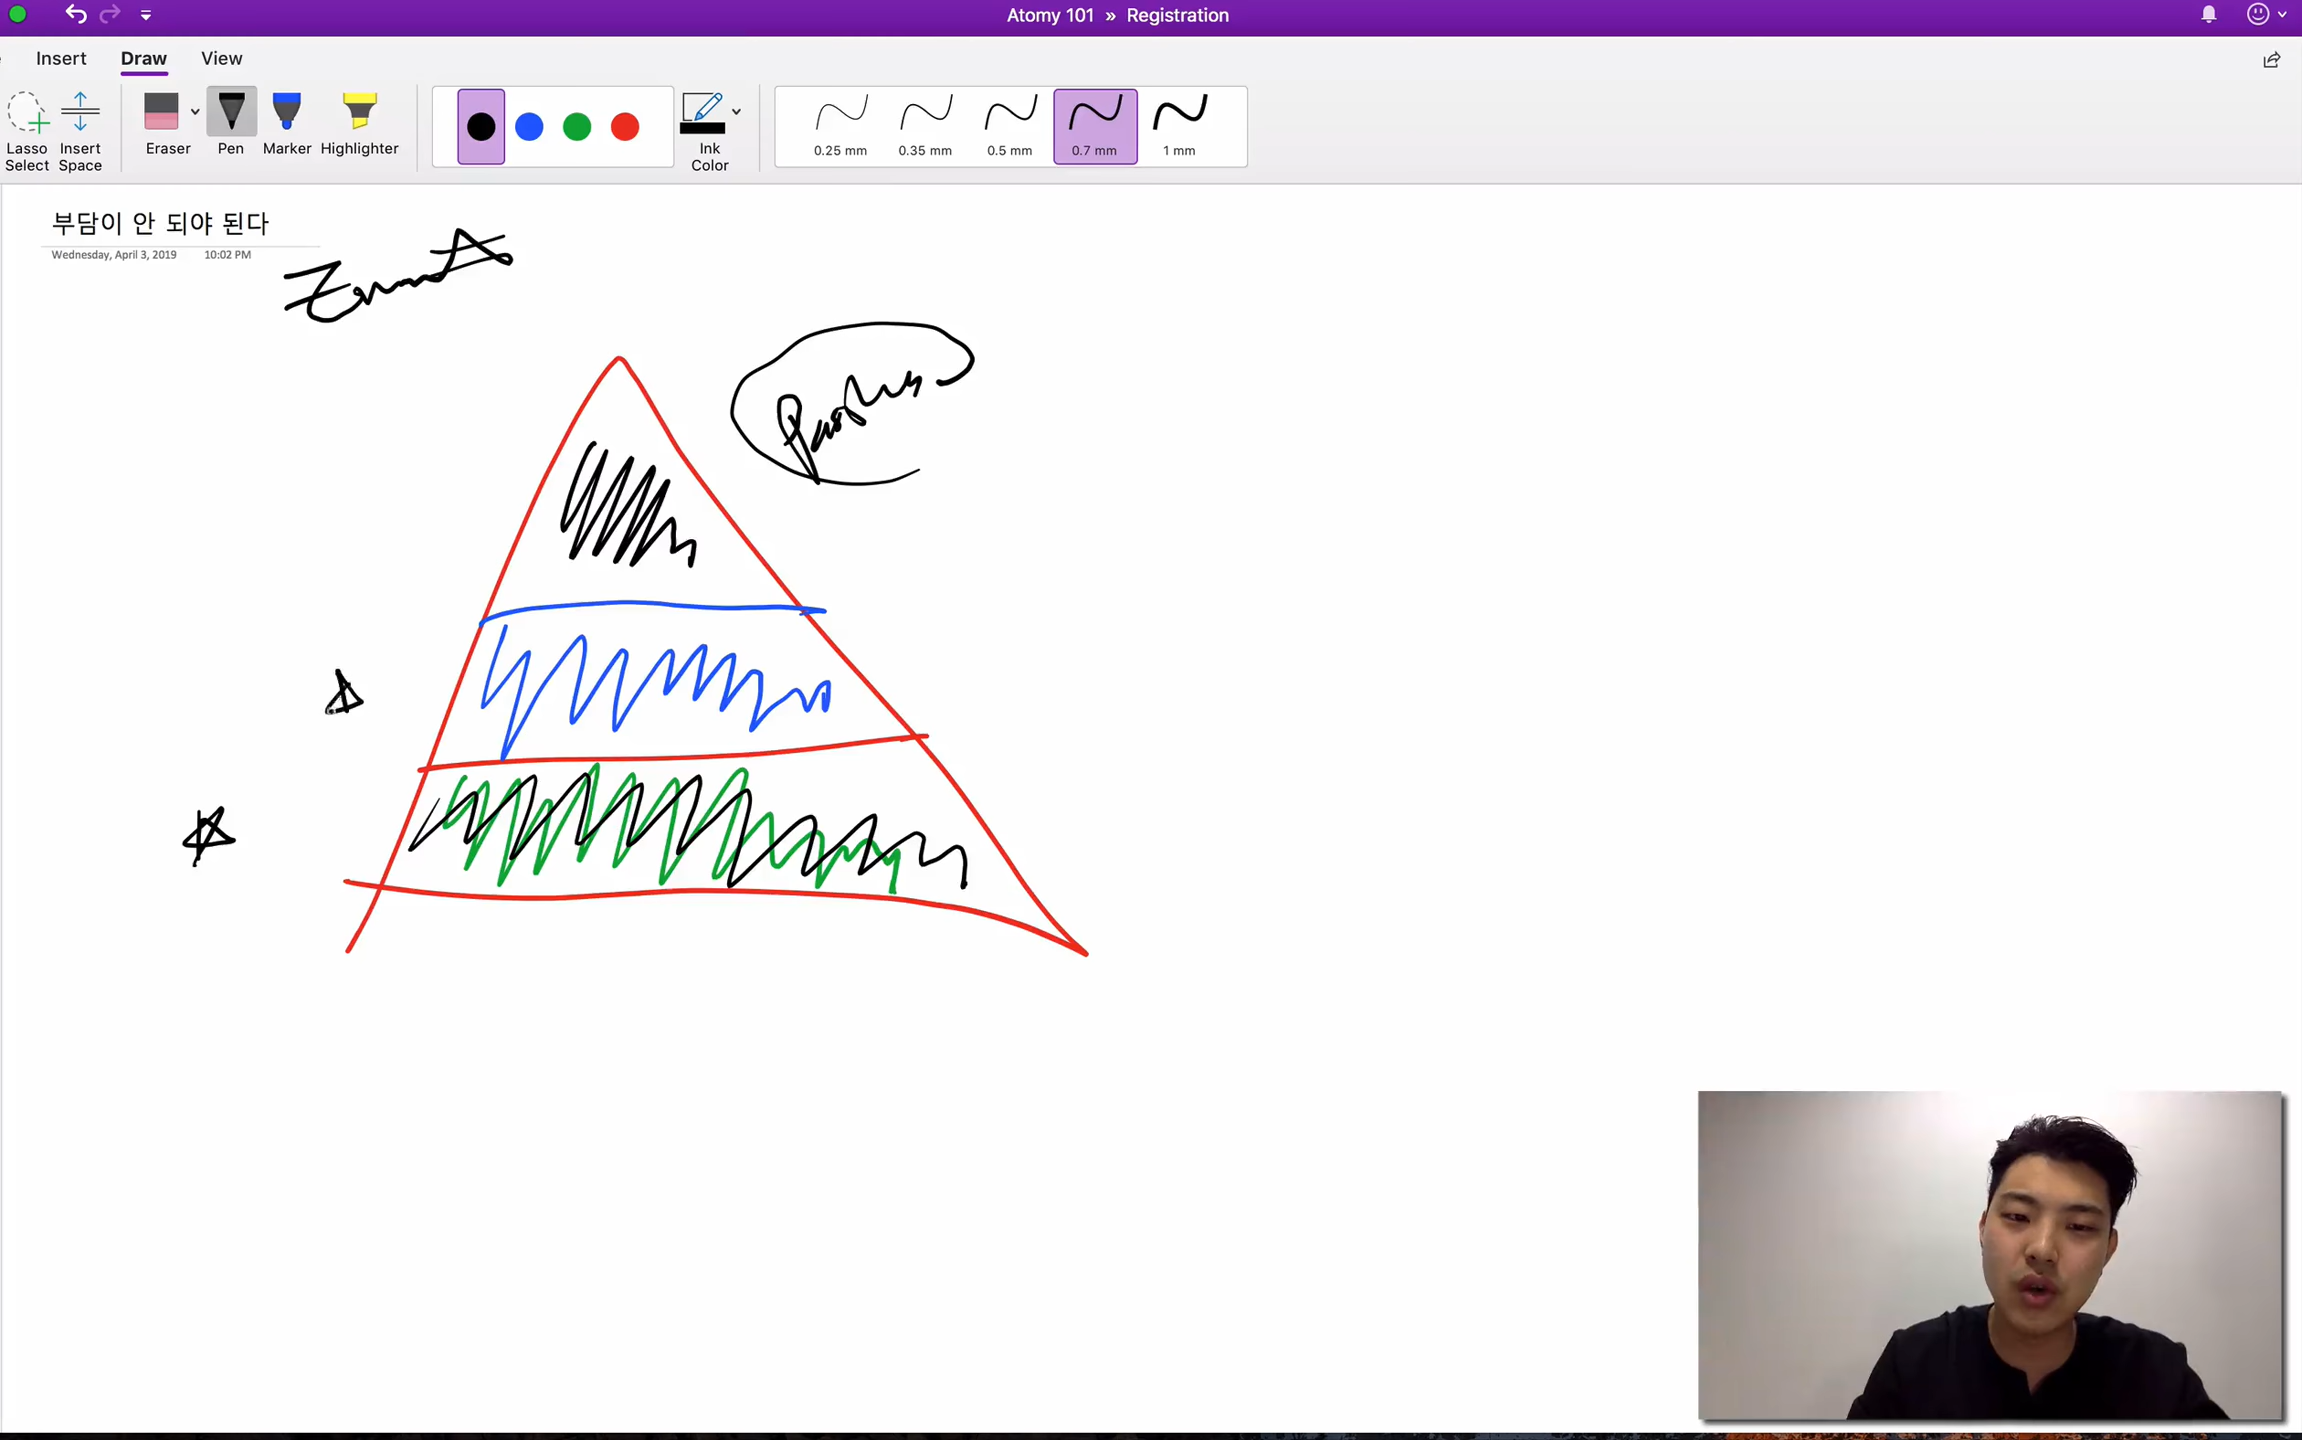 Atomy 101 » Registration
Insert Draw View
Lasso Select
Insert Space
Eraser
Pen
Marker
Highlighter
Ink Color
0.25 mm
0.35 mm
0.5 mm
0.7 mm
1 mm
부담이 안 되야 된다
Wednesday, April 3, 2019 10:02 PM